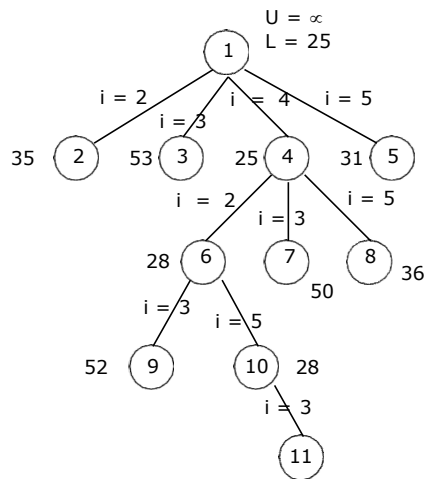 U = ∝
L = 25
1
i = 2
i = 3
i = 4
i = 5
35
2
53
3
25
4
31
5
i = 2
i = 3
i = 5
28
6
7
50
8
36
i = 3
i = 5
52
9
10
28
i = 3
11